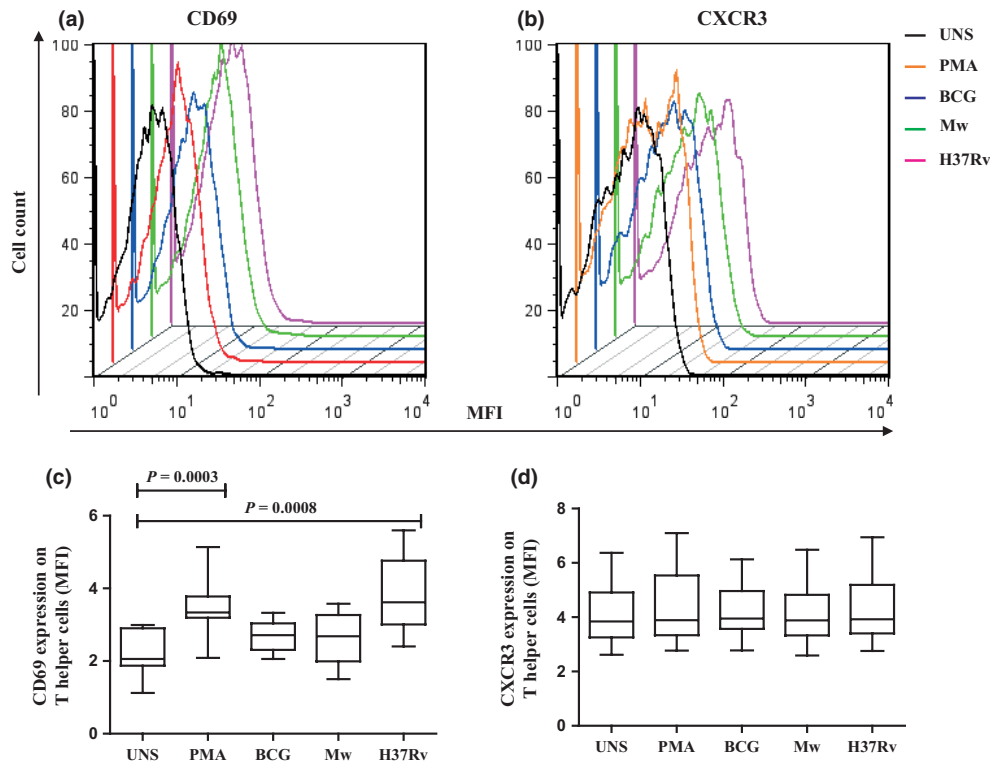 (a) CD69
(b) CXCR3
UNS
PMA
BCG
Mw
H37Rv
Cell count
100
80
60
40
20
10^0 10^1 10^2 10^3 10^4
100
80
60
40
20
10^0 10^1 10^2 10^3 10^4
MFI
(c)
P = 0.0003
P = 0.0008
CD69 expression on
T helper cells (MFI)
6
4
2
0
UNS PMA BCG Mw H37Rv
(d)
CXCR3 expression on
T helper cells (MFI)
8
6
4
2
0
UNS PMA BCG Mw H37Rv